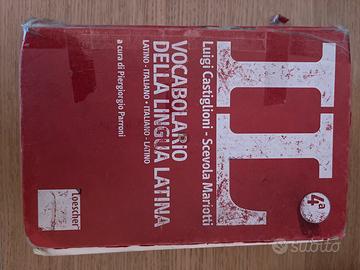 IL
Luigi Castiglioni - Scevola Mariotti
VOCABOLARIO
DELLA LINGUA LATINA
LATINO - ITALIANO • ITALIANO - LATINO
a cura di Piergiorgio Parroni
4ª
Loescher
subito